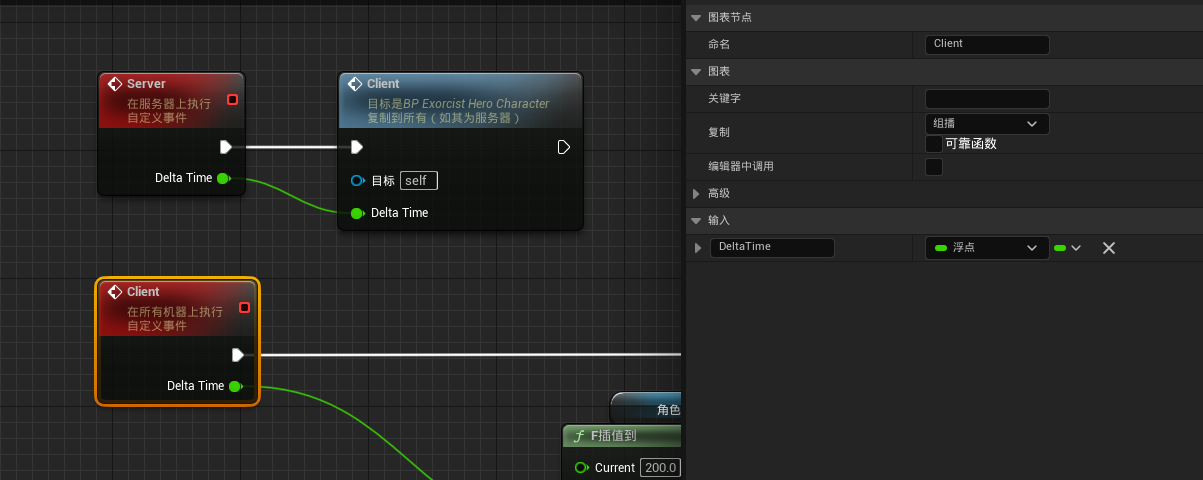 Server
在服务器上执行
自定义事件
Delta Time
Client
目标是BP Exorcist Hero Character
复制到所有（如其为服务器）
目标 self
Delta Time
Client
在所有机器上执行
自定义事件
Delta Time
角色
f F插值到
Current 200.0
图表节点
命名 Client
图表
关键字
复制 组播
可靠函数
编辑器中调用
高级
输入
DeltaTime 浮点